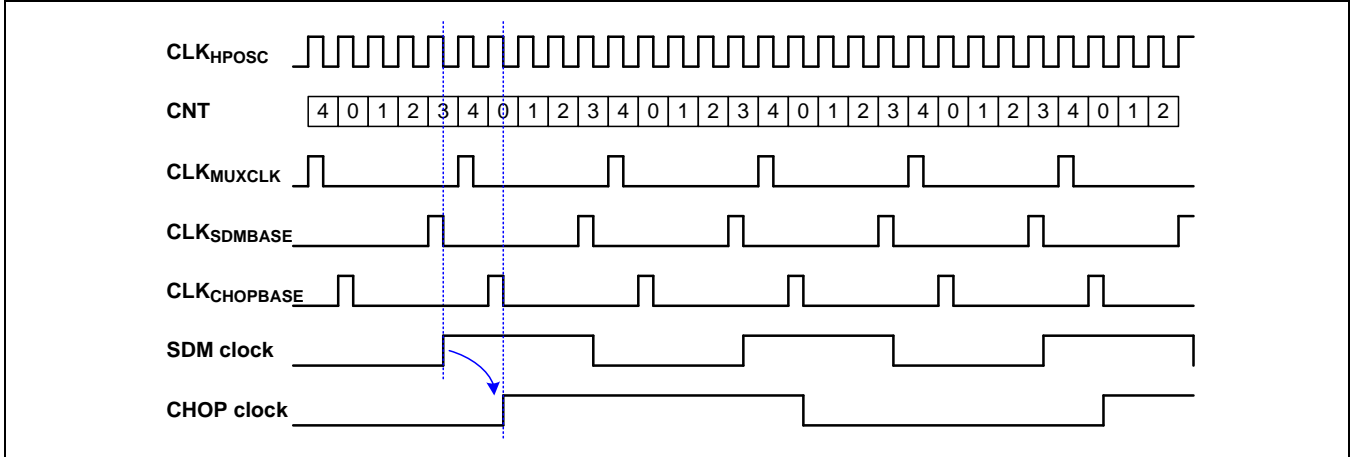 CLKHPOSC
CNT 4 0 1 2 3 4 0 1 2 3 4 0 1 2 3 4 0 1 2 3 4 0 1 2 3 4 0 1 2
CLKMUXCLK
CLKSDMBASE
CLKCHOPBASE
SDM clock
CHOP clock